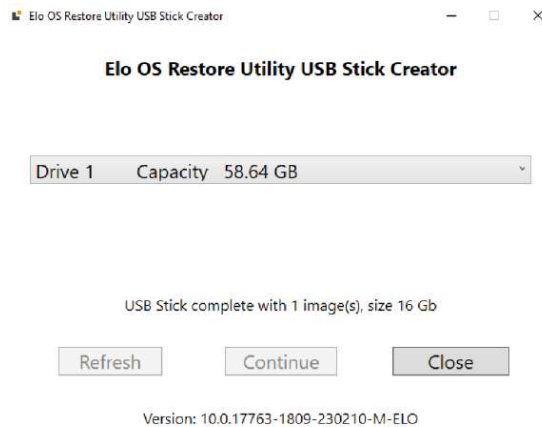 Elo OS Restore Utility USB Stick Creator
Elo OS Restore Utility USB Stick Creator
Drive 1 Capacity 58.64 GB
USB Stick complete with 1 image(s), size 16 Gb
Refresh Continue Close
Version: 10.0.17763-1809-230210-M-ELO